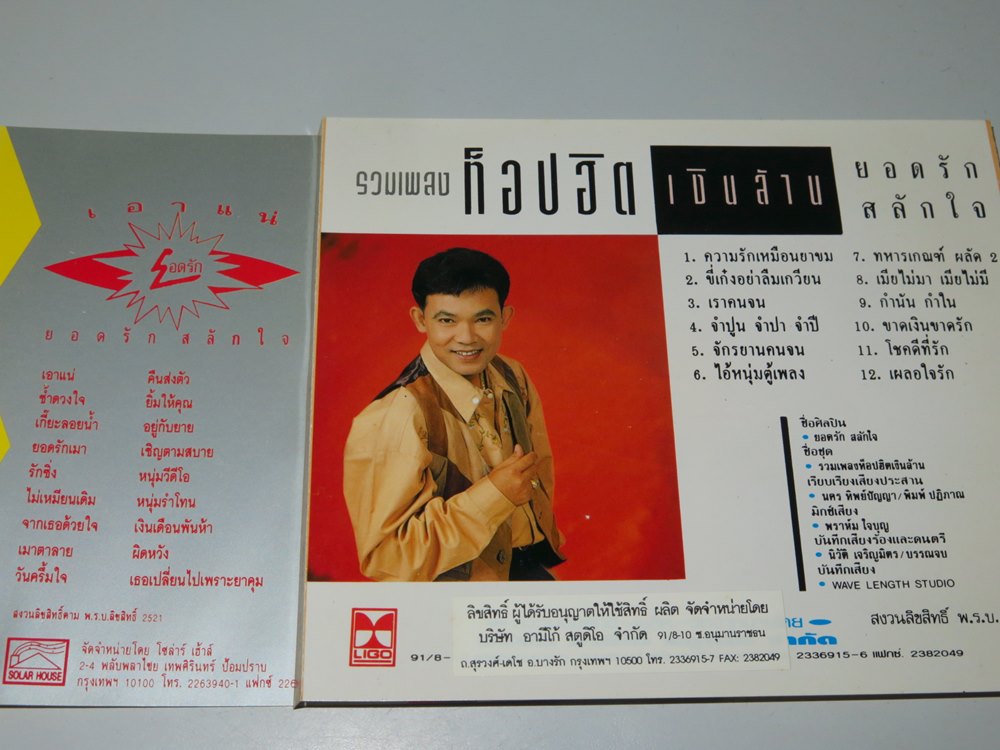 เอาแน่
ยอดรัก
ยอดรัก สลักใจ
เอาแน่ คืนส่งตัว
ช้ำดวงใจ ยิ้มให้คุณ
เกี๊ยะลอยน้ำ อยู่กับยาย
ยอดรักเมา เชิญตามสบาย
รักซิ่ง หนุ่มวีดีโอ
ไม่เหมือนเดิม หนุ่มรำโทน
จากเธอด้วยใจ เงินเดือนพันห้า
เมาตาลาย ผิดหวัง
วันครึ้มใจ เธอเปลี่ยนไปเพราะยาคุม
สงวนลิขสิทธิ์ตาม พ.ร.บ.ลิขสิทธิ์ 2521
SOLAR HOUSE
จัดจำหน่ายโดย โซล่าร์ เฮ้าส์
2-4 พลับพลาไชย เทพศิรินทร์ ป้อมปราบ
กรุงเทพฯ 10100 โทร. 2263940-1 แฟกซ์ 226
รวมเพลง ท็อปฮิต เงินล้าน
ยอดรัก
สลักใจ
1. ความรักเหมือนยาขม
2. ขี่เก๋งอย่าลืมเกวียน
3. เราคนจน
4. จำปูน จำปา จำปี
5. จักรยานคนจน
6. ไอ้หนุ่มตู้เพลง
7. ทหารเกณฑ์ ผลัด 2
8. เมียไม่มา เมียไม่มี
9. กำนัน กำใน
10. ขาดเงินขาดรัก
11. โชคดีที่รัก
12. เผลอใจรัก
ชื่อศิลปิน
• ยอดรัก สลักใจ
ชื่อชุด
• รวมเพลงท็อปฮิตเงินล้าน
เรียบเรียงเสียงประสาน
• นคร ทิพย์ปัญญา/พิมพ์ ปฏิภาณ
มิกซ์เสียง
• พราห์ม ใจบุญ
บันทึกเสียงร้องและดนตรี
• นิวัติ เจริญมิตร/บรรณจบ
บันทึกเสียง
• WAVE LENGTH STUDIO
LIGO
91/8-
ลิขสิทธิ์ ผู้ได้รับอนุญาตให้ใช้สิทธิ์ ผลิต จัดจำหน่ายโดย
บริษัท อามีโก้ สตูดิโอ จำกัด 91/8-10 ซ.อนุมานราชธน
ถ.สุรวงศ์-เดโช อ.บางรัก กรุงเทพฯ 10500 โทร. 2336915-7 FAX: 2382049
สงวนลิขสิทธิ์ พ.ร.บ.
2336915-6 แฟกซ์. 2382049